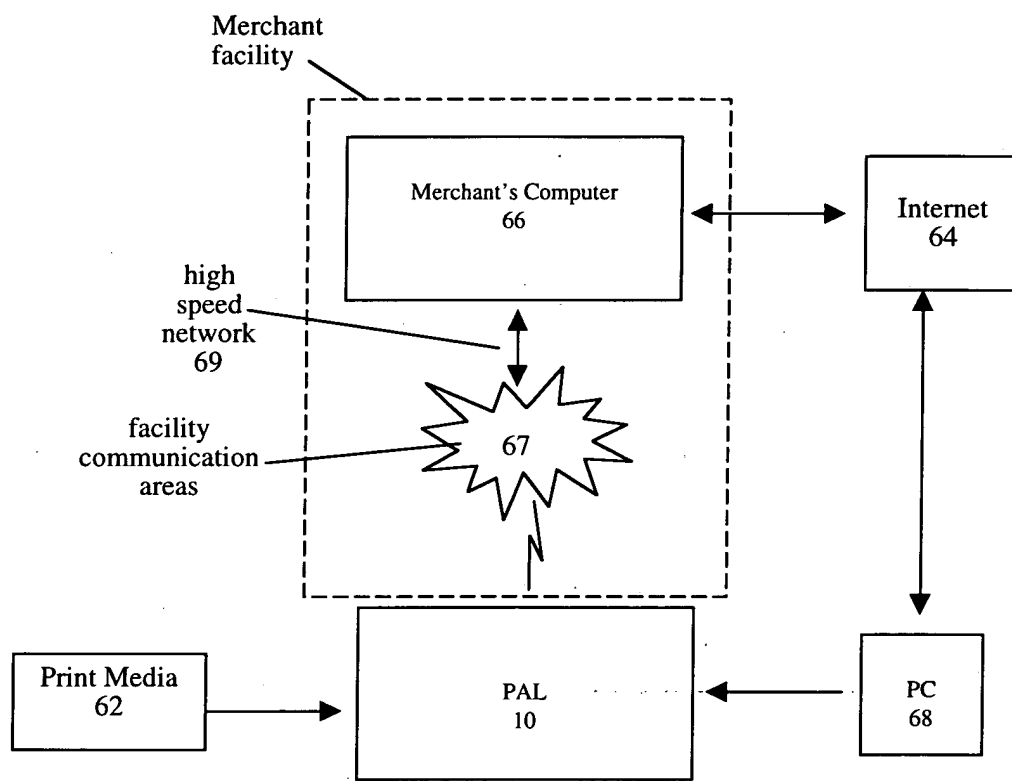 Merchant
facility
Merchant's Computer
66
Internet
64
high
speed
network
69
facility
communication
areas
67
Print Media
62
PAL
10
PC
68